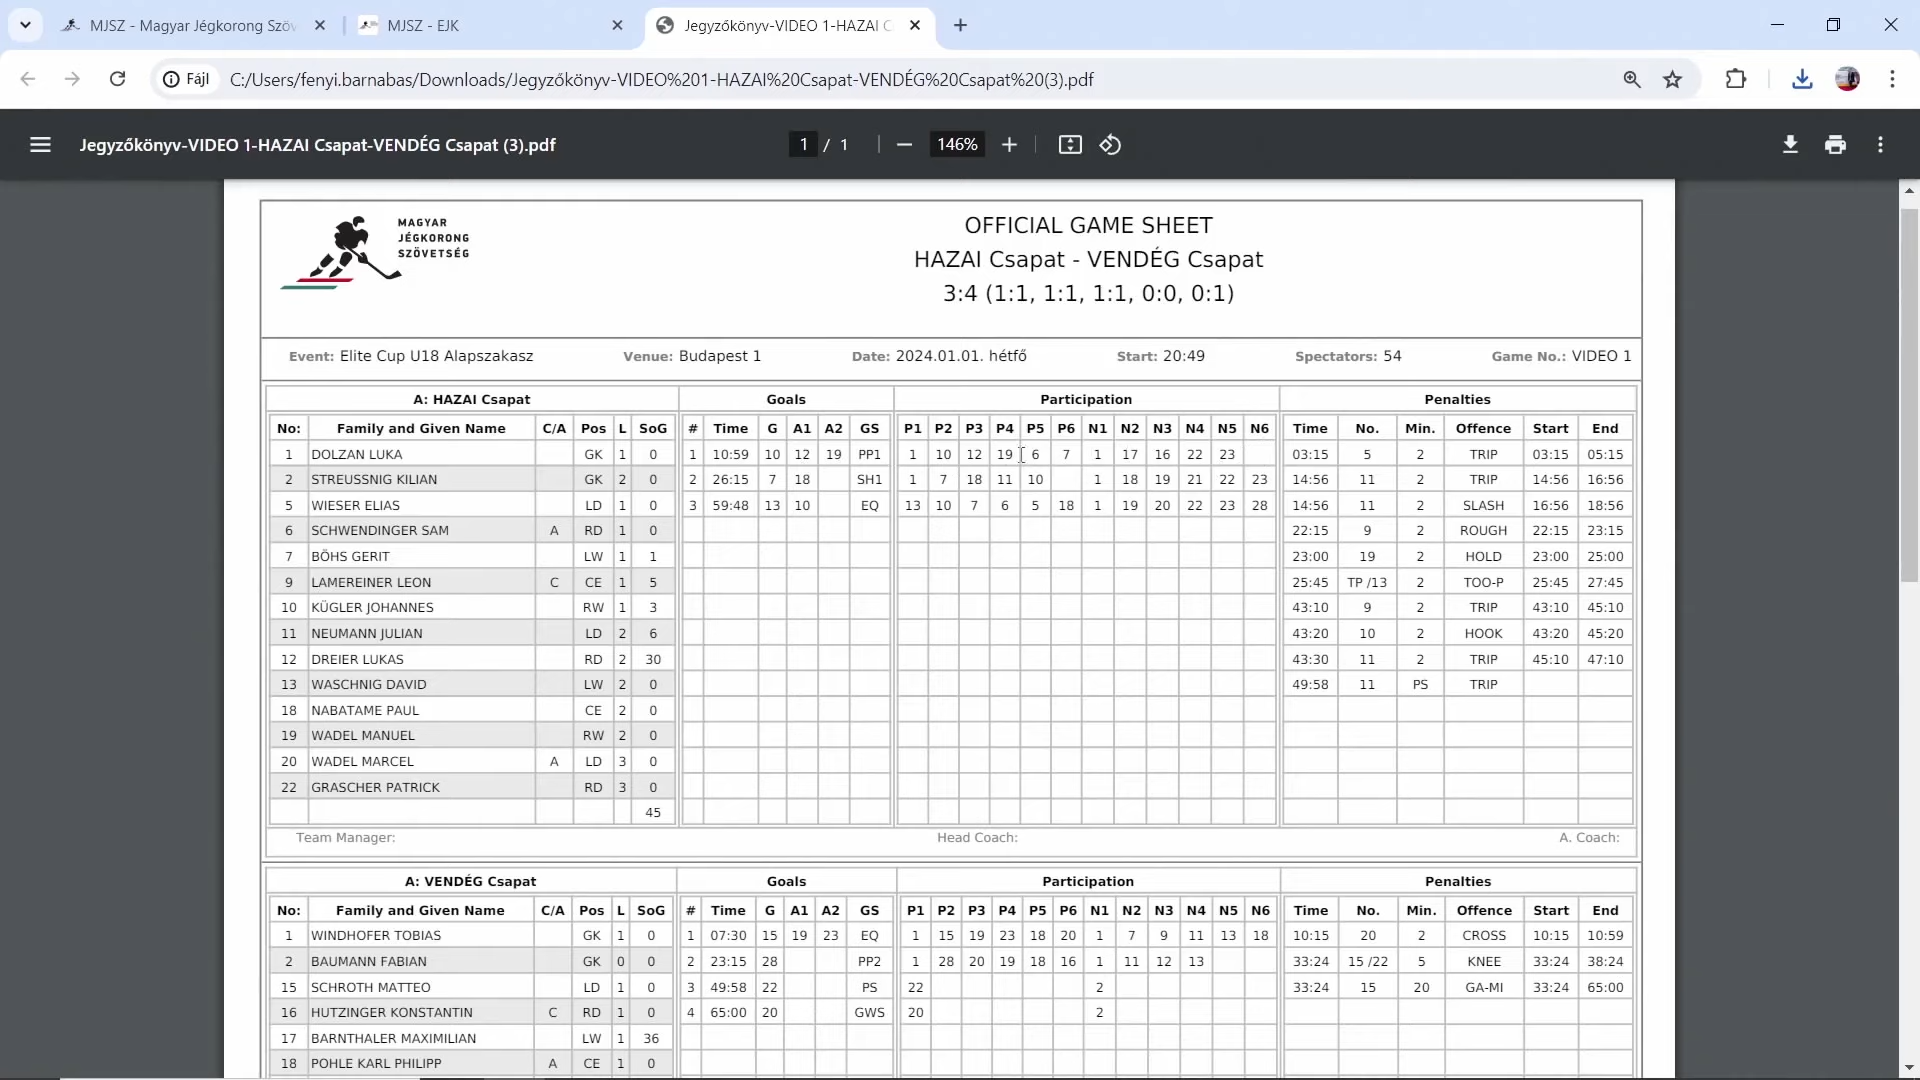 MJSZ - Magyar Jégkorong Szöv
MJSZ - EJK
Jegyzőkönyv-VIDEO 1-HAZAI C
Fájl C:/Users/fenyi.barnabas/Downloads/Jegyzőkönyv-VIDEO%201-HAZAI%20Csapat-VENDÉG%20Csapat%20(3).pdf
Jegyzőkönyv-VIDEO 1-HAZAI Csapat-VENDÉG Csapat (3).pdf 1 / 1 146%
MAGYAR
JÉGKORONG
SZÖVETSÉG
OFFICIAL GAME SHEET
HAZAI Csapat - VENDÉG Csapat
3:4 (1:1, 1:1, 1:1, 0:0, 0:1)
Event: Elite Cup U18 Alapszakasz Venue: Budapest 1 Date: 2024.01.01. hétfő Start: 20:49 Spectators: 54 Game No.: VIDEO 1
A: HAZAI Csapat Goals Participation Penalties
No: Family and Given Name C/A Pos L SoG # Time G A1 A2 GS P1 P2 P3 P4 P5 P6 N1 N2 N3 N4 N5 N6 Time No. Min. Offence Start End
1 DOLZAN LUKA GK 1 0 1 10:59 10 12 19 PP1 1 10 12 19 6 7 1 17 16 22 23 03:15 5 2 TRIP 03:15 05:15
2 STREUSSNIG KILIAN GK 2 0 2 26:15 7 18 SH1 1 7 18 11 10 1 18 19 21 22 23 14:56 11 2 TRIP 14:56 16:56
5 WIESER ELIAS LD 1 0 3 59:48 13 10 EQ 13 10 7 6 5 18 1 19 20 22 23 28 14:56 11 2 SLASH 16:56 18:56
6 SCHWENDINGER SAM A RD 1 0 22:15 9 2 ROUGH 22:15 23:15
7 BÖHS GERIT LW 1 1 23:00 19 2 HOLD 23:00 25:00
9 LAMEREINER LEON C CE 1 5 25:45 TP /13 2 TOO-P 25:45 27:45
10 KÜGLER JOHANNES RW 1 3 43:10 9 2 TRIP 43:10 45:10
11 NEUMANN JULIAN LD 2 6 43:20 10 2 HOOK 43:20 45:20
12 DREIER LUKAS RD 2 30 43:30 11 2 TRIP 45:10 47:10
13 WASCHNIG DAVID LW 2 0 49:58 11 PS TRIP
18 NABATAME PAUL CE 2 0
19 WADEL MANUEL RW 2 0
20 WADEL MARCEL A LD 3 0
22 GRASCHER PATRICK RD 3 0
45
Team Manager: Head Coach: A. Coach:
A: VENDÉG Csapat Goals Participation Penalties
No: Family and Given Name C/A Pos L SoG # Time G A1 A2 GS P1 P2 P3 P4 P5 P6 N1 N2 N3 N4 N5 N6 Time No. Min. Offence Start End
1 WINDHOFER TOBIAS GK 1 0 1 07:30 15 19 23 EQ 1 15 19 23 18 20 1 7 9 11 13 18 10:15 20 2 CROSS 10:15 10:59
2 BAUMANN FABIAN GK 0 0 2 23:15 28 PP2 1 28 20 19 18 16 1 11 12 13 33:24 15 /22 5 KNEE 33:24 38:24
15 SCHROTH MATTEO LD 1 0 3 49:58 22 PS 22 2 33:24 15 20 GA-MI 33:24 65:00
16 HUTZINGER KONSTANTIN C RD 1 0 4 65:00 20 GWS 20 2
17 BARNTHALER MAXIMILIAN LW 1 36
18 POHLE KARL PHILIPP A CE 1 0